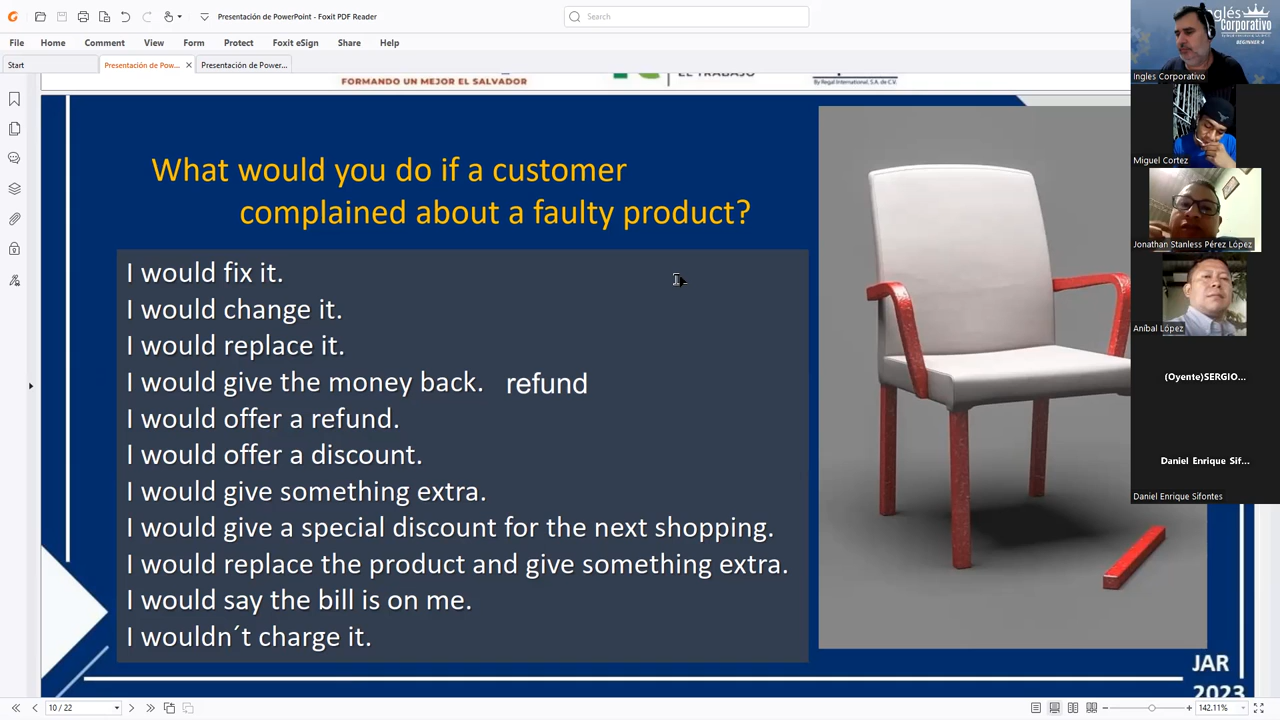 Presentación de PowerPoint - Foxit PDF Reader
Search
File
Home
Comment
View
Form
Protect
Foxit eSign
Share
Help
Start
Presentación de Pow...
Presentación de Power...
FORMANDO UN MEJOR EL SALVADOR
EL TRABAJO
By Regal International, S.A. de C.V.
What would you do if a customer
complained about a faulty product?
I would fix it.
I would change it.
I would replace it.
I would give the money back. refund
I would offer a refund.
I would offer a discount.
I would give something extra.
I would give a special discount for the next shopping.
I would replace the product and give something extra.
I would say the bill is on me.
I wouldn´t charge it.
JAR
2023
Inglés
Corporativo
BEGINNER 4
Ingles Corporativo
Miguel Cortez
Jonathan Stanless Pérez López
Aníbal López
(Oyente)SERGIO...
Daniel Enrique Sif...
Daniel Enrique Sifontes
10 / 22
142.11%